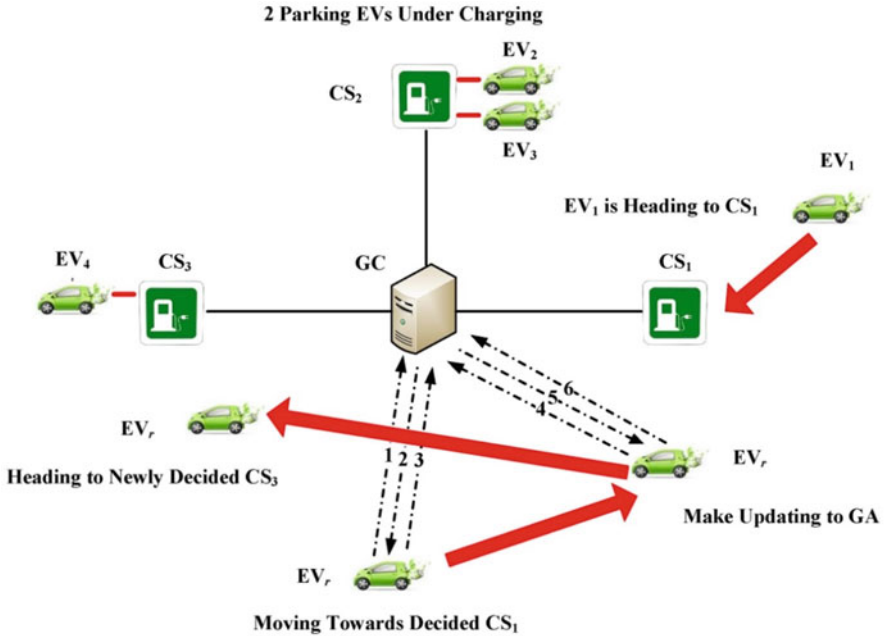 2 Parking EVs Under Charging
EV₂
CS₂
EV₃
EV₁
EV₁ is Heading to CS₁
EV₄
CS₃
GC
CS₁
6
5
4
EVᵣ
1
2
3
EVᵣ
Heading to Newly Decided CS₃
Make Updating to GA
EVᵣ
Moving Towards Decided CS₁